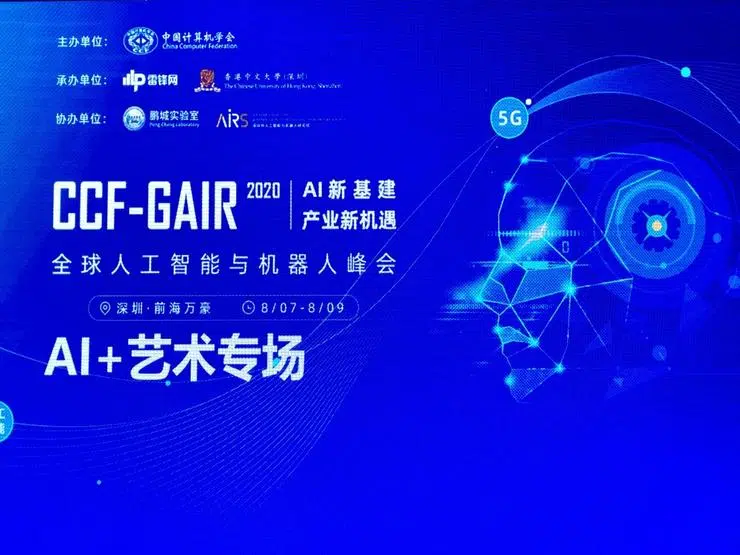 主办单位： 中国计算机学会
China Computer Federation
承办单位： 雷锋网 香港中文大学（深圳）
The Chinese University of Hong Kong, Shenzhen
协办单位： 鹏城实验室 AIRS
Peng Cheng Laboratory
5G
CCF-GAIR 2020 AI新基建
产业新机遇
全球人工智能与机器人峰会
深圳·前海万豪 8/07-8/09
AI+艺术专场